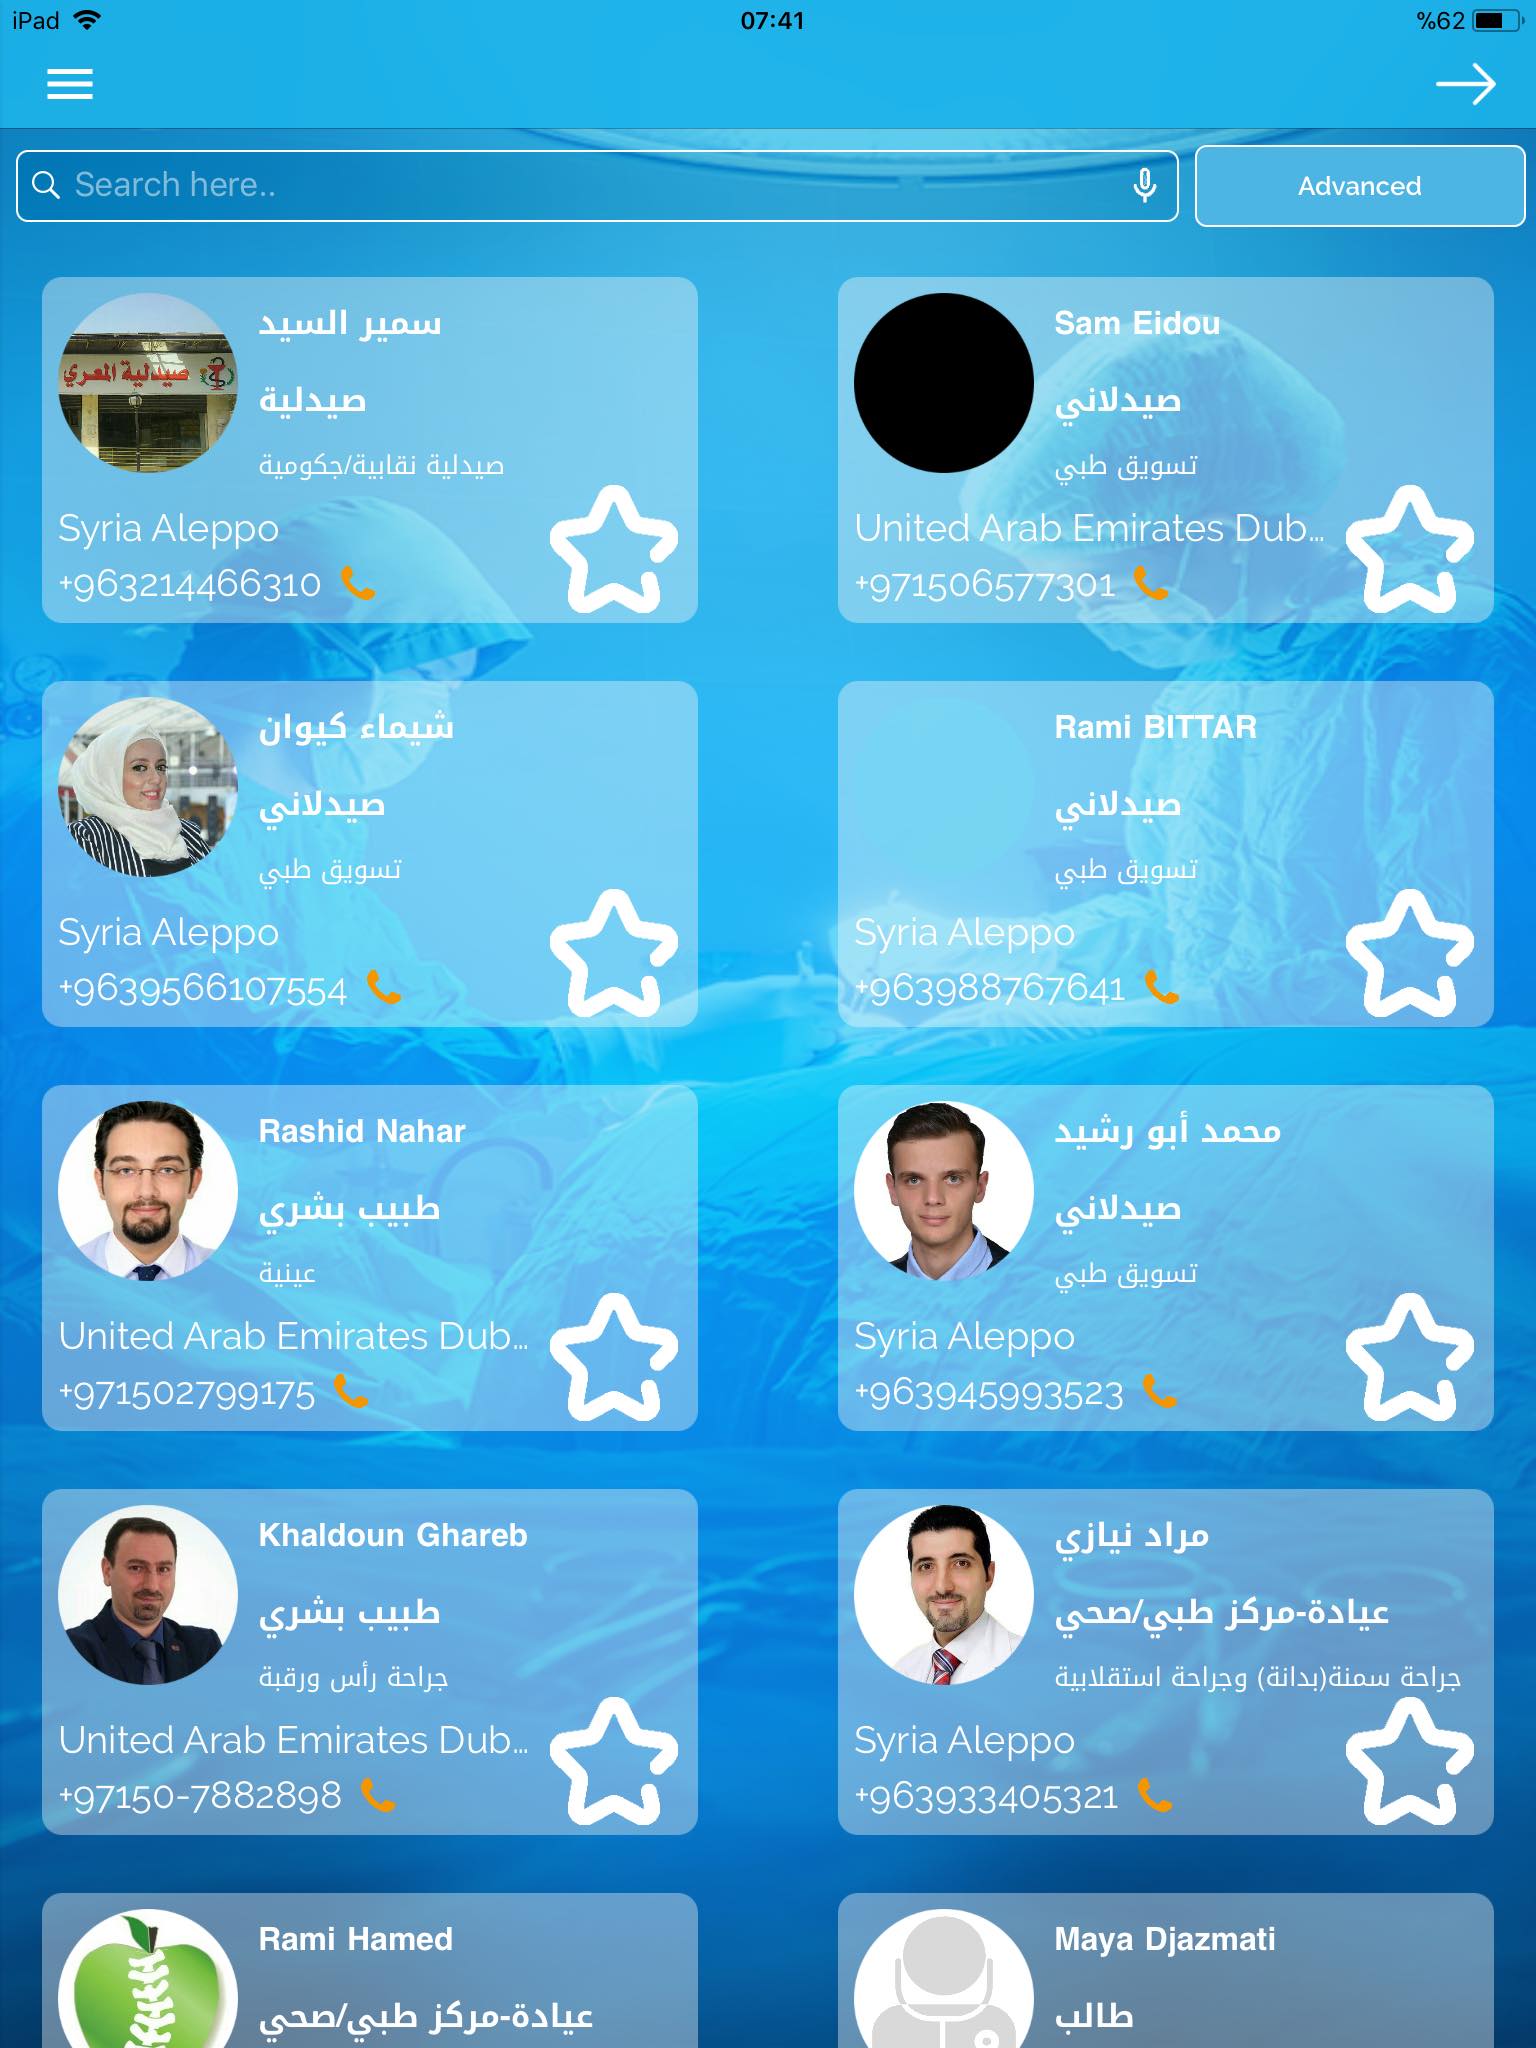 iPad
07:41
%62
Search here..
Advanced
سمير السيد
صيدلية
صيدلية نقابية/جكومية
Syria Aleppo
+963214466310
صيدلية المعري
Sam Eidou
صيدلاني
تسويق طبي
United Arab Emirates Dub...
+971506577301
شيماء كيوان
صيدلاني
تسويق طبي
Syria Aleppo
+9639566107554
Rami BITTAR
صيدلاني
تسويق طبي
Syria Aleppo
+963988767641
Rashid Nahar
طبيب بشري
عينية
United Arab Emirates Dub...
+971502799175
محمد أبو رشيد
صيدلاني
تسويق طبي
Syria Aleppo
+963945993523
Khaldoun Ghareb
طبيب بشري
جراحة رأس ورقبة
United Arab Emirates Dub...
+97150-7882898
مراد نيازي
عيادة-مركز طبي/صحي
جراحة سمنة(بدانة) وجراحة استقلابية
Syria Aleppo
+963933405321
Rami Hamed
عيادة-مركز طبي/صحي
Maya Djazmati
طالب